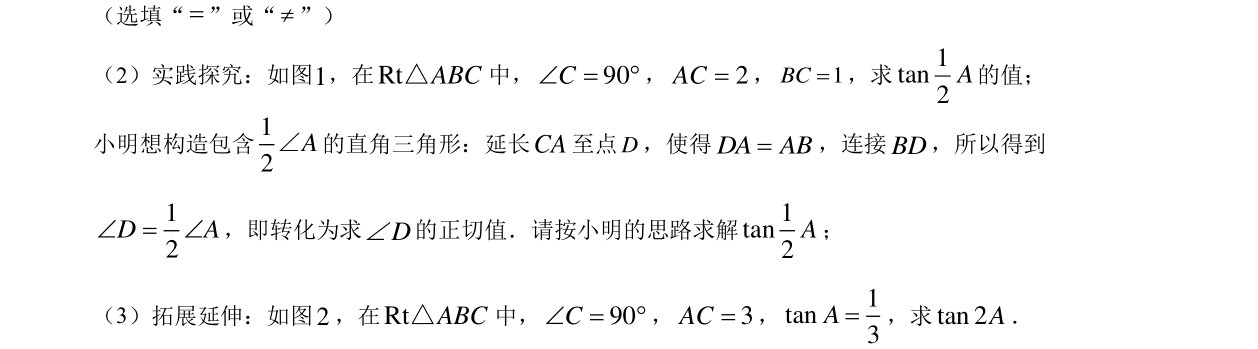 （选填“=”或“≠”）
（2）实践探究：如图1，在Rt△ABC中，∠C=90°，AC=2，BC=1，求tan 1/2 A的值；
小明想构造包含 1/2 ∠A的直角三角形：延长CA至点D，使得DA=AB，连接BD，所以得到
∠D= 1/2 ∠A，即转化为求∠D的正切值．请按小明的思路求解tan 1/2 A；
（3）拓展延伸：如图2，在Rt△ABC中，∠C=90°，AC=3，tan A= 1/3，求tan 2A．